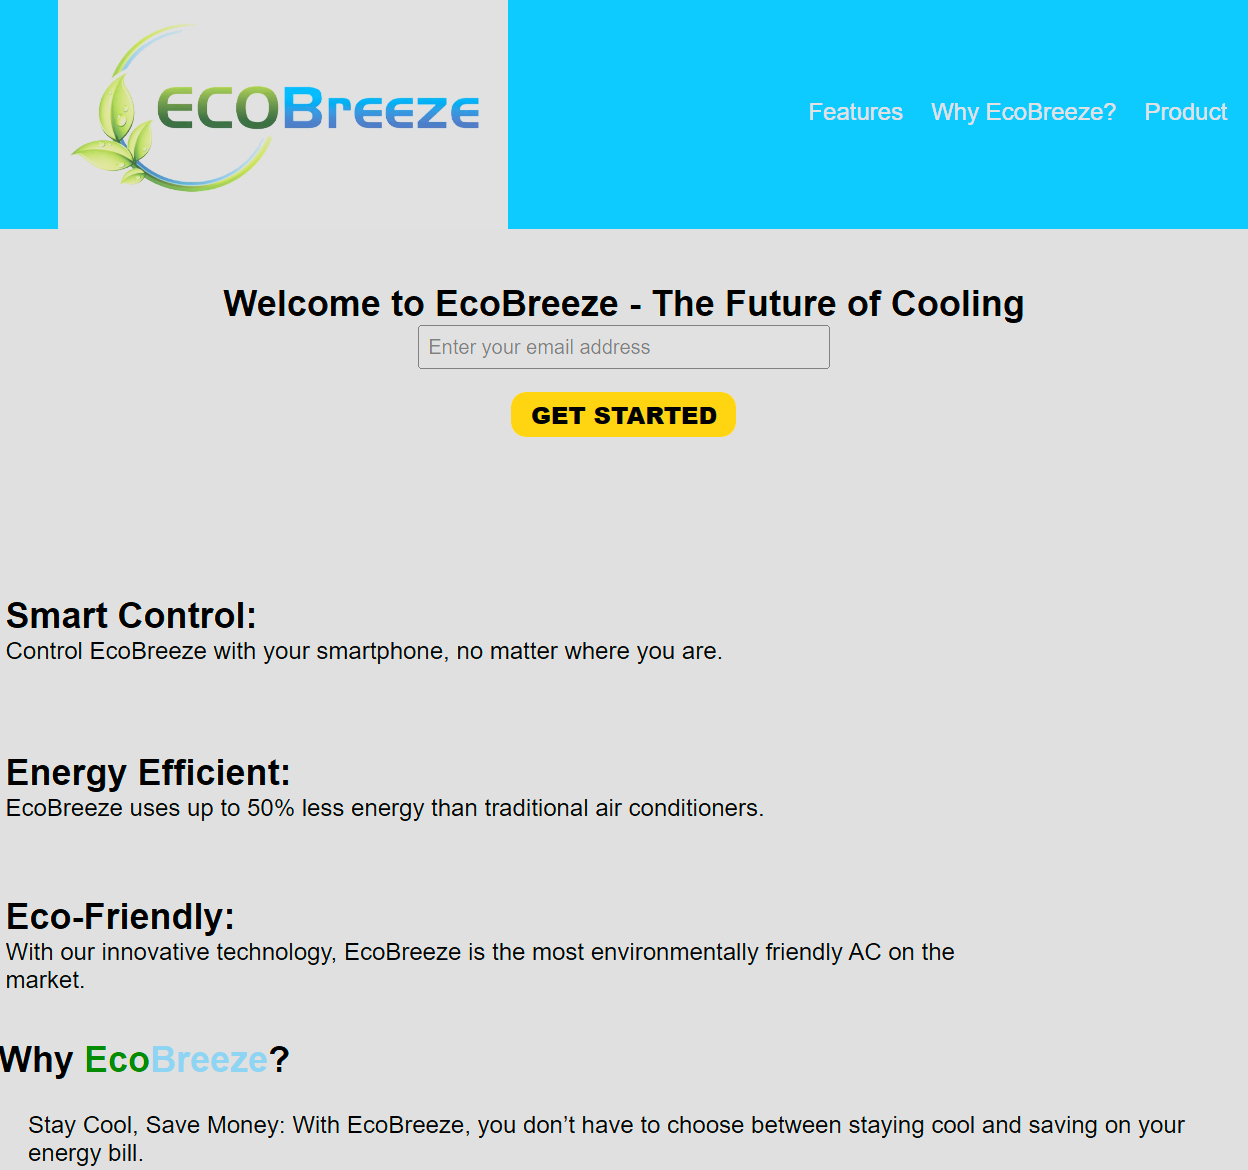 ECOBreeze
Features Why EcoBreeze? Product
Welcome to EcoBreeze - The Future of Cooling
Enter your email address
GET STARTED
Smart Control:
Control EcoBreeze with your smartphone, no matter where you are.
Energy Efficient:
EcoBreeze uses up to 50% less energy than traditional air conditioners.
Eco-Friendly:
With our innovative technology, EcoBreeze is the most environmentally friendly AC on the
market.
Why EcoBreeze?
Stay Cool, Save Money: With EcoBreeze, you don’t have to choose between staying cool and saving on your
energy bill.